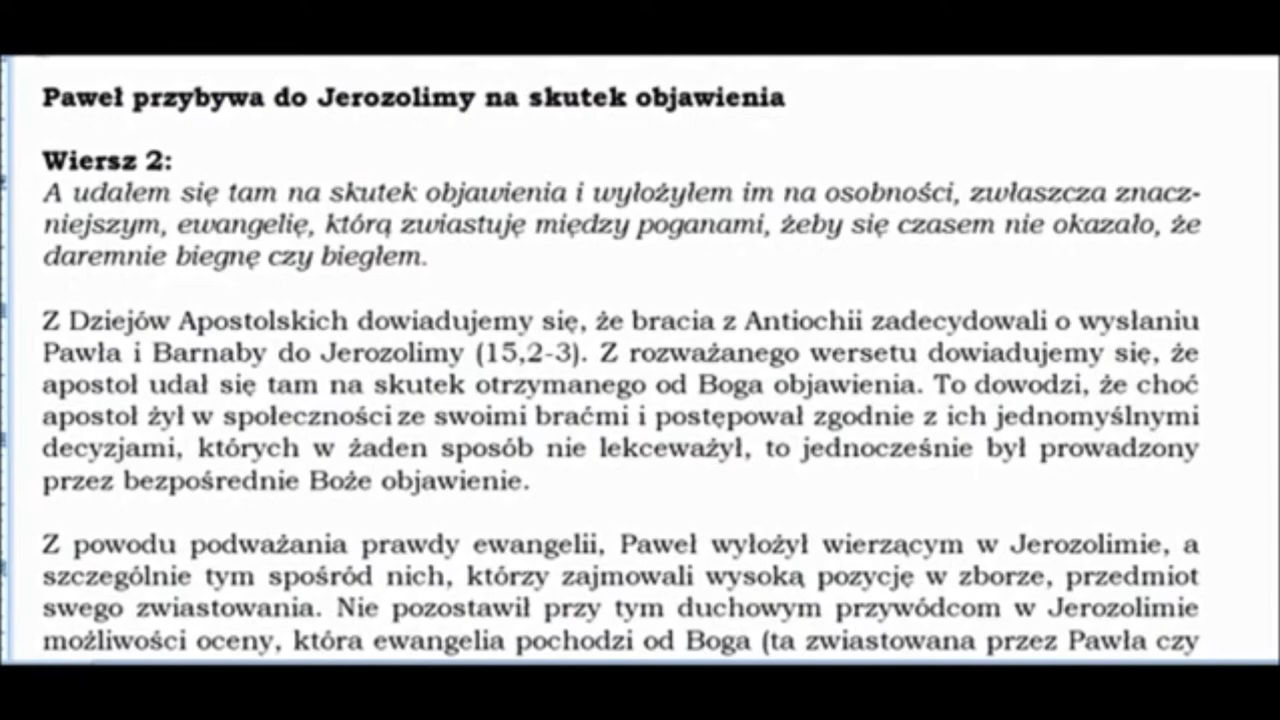 Paweł przybywa do Jerozolimy na skutek objawienia
Wiersz 2:
A udałem się tam na skutek objawienia i wyłożyłem im na osobności, zwłaszcza znacz-
niejszym, ewangelię, którą zwiastuję między poganami, żeby się czasem nie okazało, że
daremnie biegnę czy biegłem.
Z Dziejów Apostolskich dowiadujemy się, że bracia z Antiochii zadecydowali o wysłaniu
Pawła i Barnaby do Jerozolimy (15,2-3). Z rozważanego wersetu dowiadujemy się, że
apostoł udał się tam na skutek otrzymanego od Boga objawienia. To dowodzi, że choć
apostoł żył w społeczności ze swoimi braćmi i postępował zgodnie z ich jednomyślnymi
decyzjami, których w żaden sposób nie lekceważył, to jednocześnie był prowadzony
przez bezpośrednie Boże objawienie.
Z powodu podważania prawdy ewangelii, Paweł wyłożył wierzącym w Jerozolimie, a
szczególnie tym spośród nich, którzy zajmowali wysoką pozycję w zborze, przedmiot
swego zwiastowania. Nie pozostawił przy tym duchowym przywódcom w Jerozolimie
możliwości oceny, która ewangelia pochodzi od Boga (ta zwiastowana przez Pawła czy